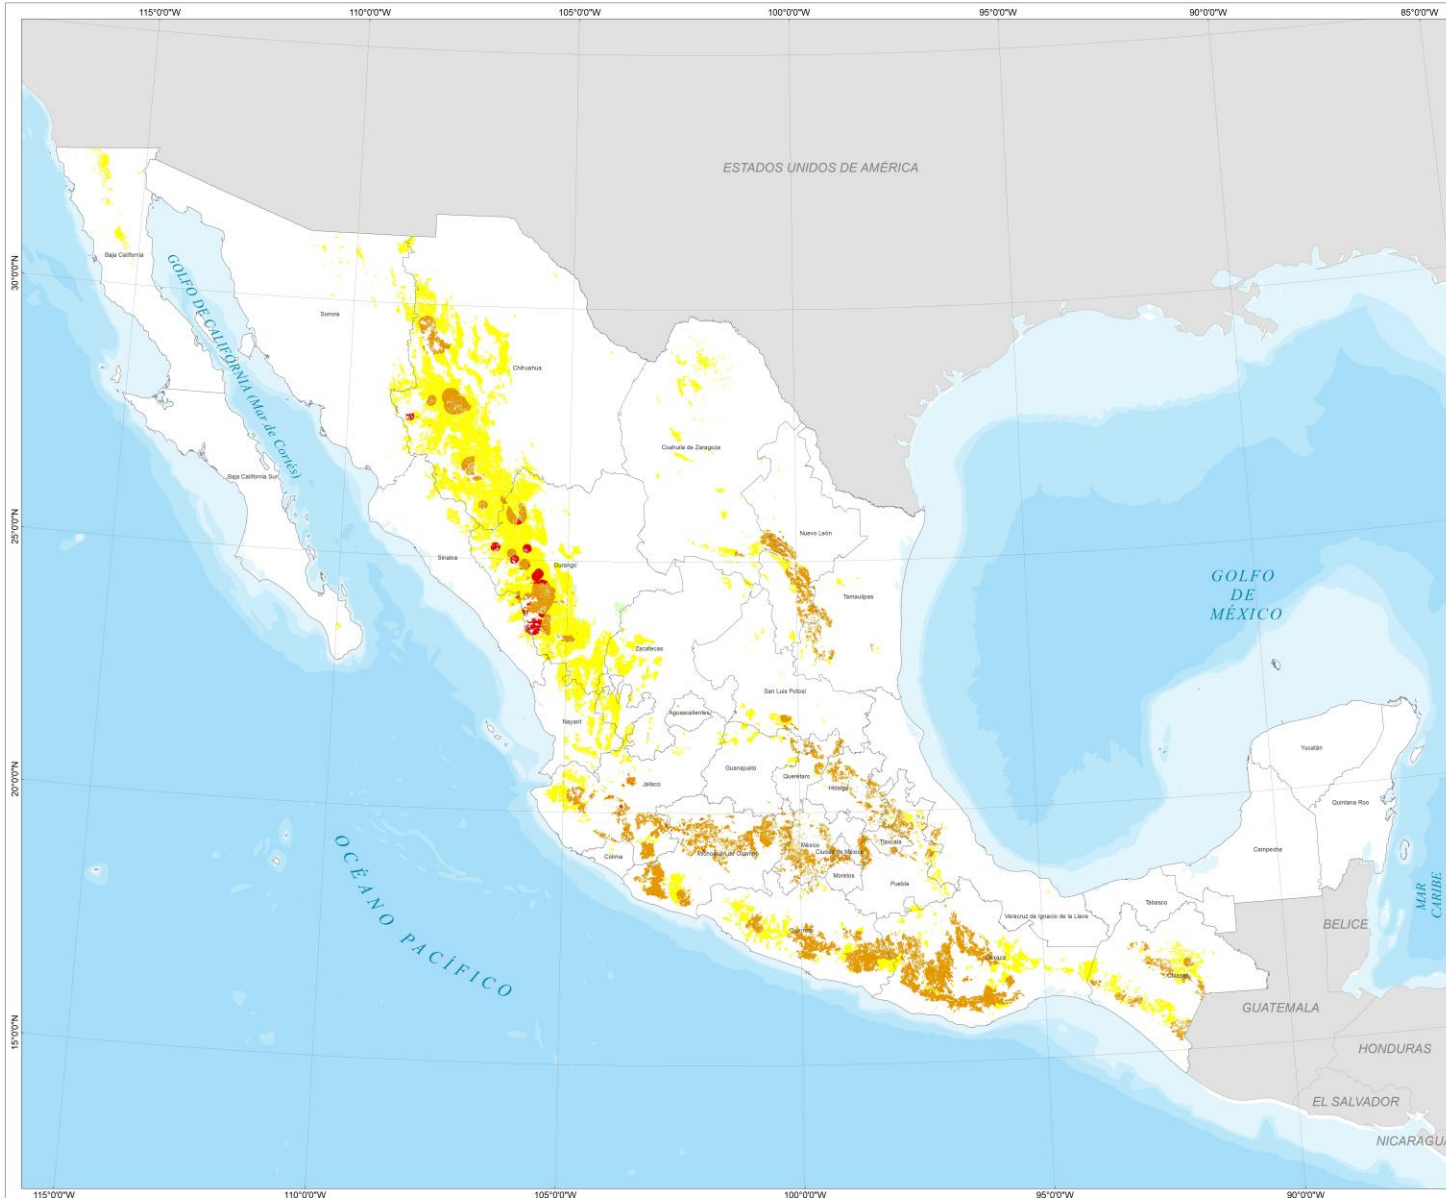 115°0'0"W
110°0'0"W
105°0'0"W
100°0'0"W
95°0'0"W
90°0'0"W
85°0'0"W
ESTADOS UNIDOS DE AMÉRICA
Baja California
GOLFO DE CALIFORNIA (Mar de Cortés)
30°0'0"N
Sonora
Chihuahua
Coahuila de Zaragoza
Baja California Sur
25°0'0"N
Nuevo León
Sinaloa
Durango
GOLFO
DE
MÉXICO
Tamaulipas
Zacatecas
San Luis Potosí
Aguascalientes
Nayarit
Yucatán
20°0'0"N
Guanajuato
Querétaro
Jalisco
Hidalgo
Quintana Roo
OCÉANO PACÍFICO
México
Tlaxcala
Ciudad de México
Michoacán de Ocampo
Colima
Campeche
Morelos
Puebla
MAR
CARIBE
Tabasco
Veracruz de Ignacio de la Llave
BELICE
Guerrero
Oaxaca
Chiapas
GUATEMALA
15°0'0"N
HONDURAS
EL SALVADOR
NICARAGUA
115°0'0"W
110°0'0"W
105°0'0"W
100°0'0"W
95°0'0"W
90°0'0"W